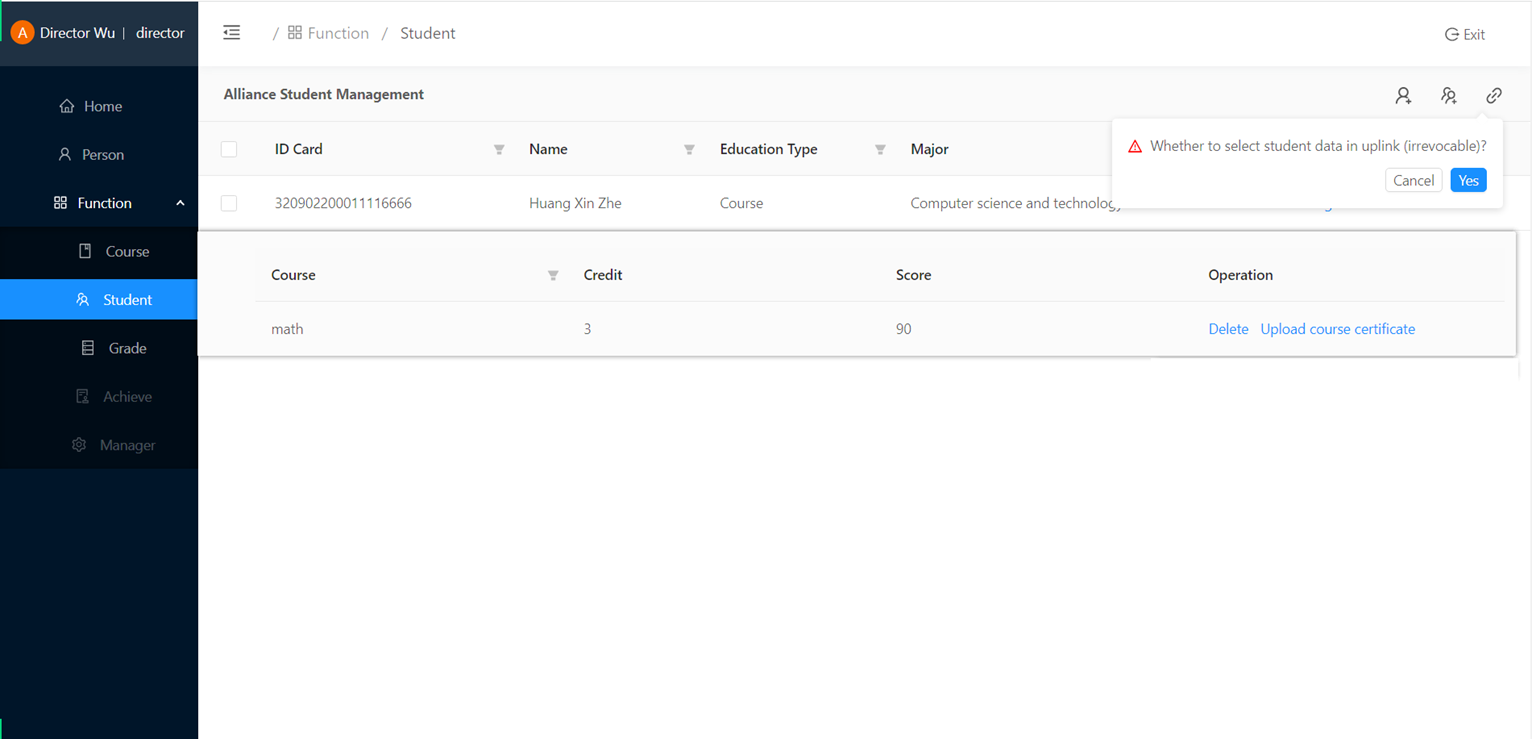 A Director Wu | director
/ Function / Student
Exit
Home
Person
Function
Course
Student
Grade
Achieve
Manager
Alliance Student Management
ID Card Name Education Type Major
Whether to select student data in uplink (irrevocable)?
Cancel Yes
320902200011116666 Huang Xin Zhe Course Computer science and technology
Course Credit Score Operation
math 3 90 Delete Upload course certificate